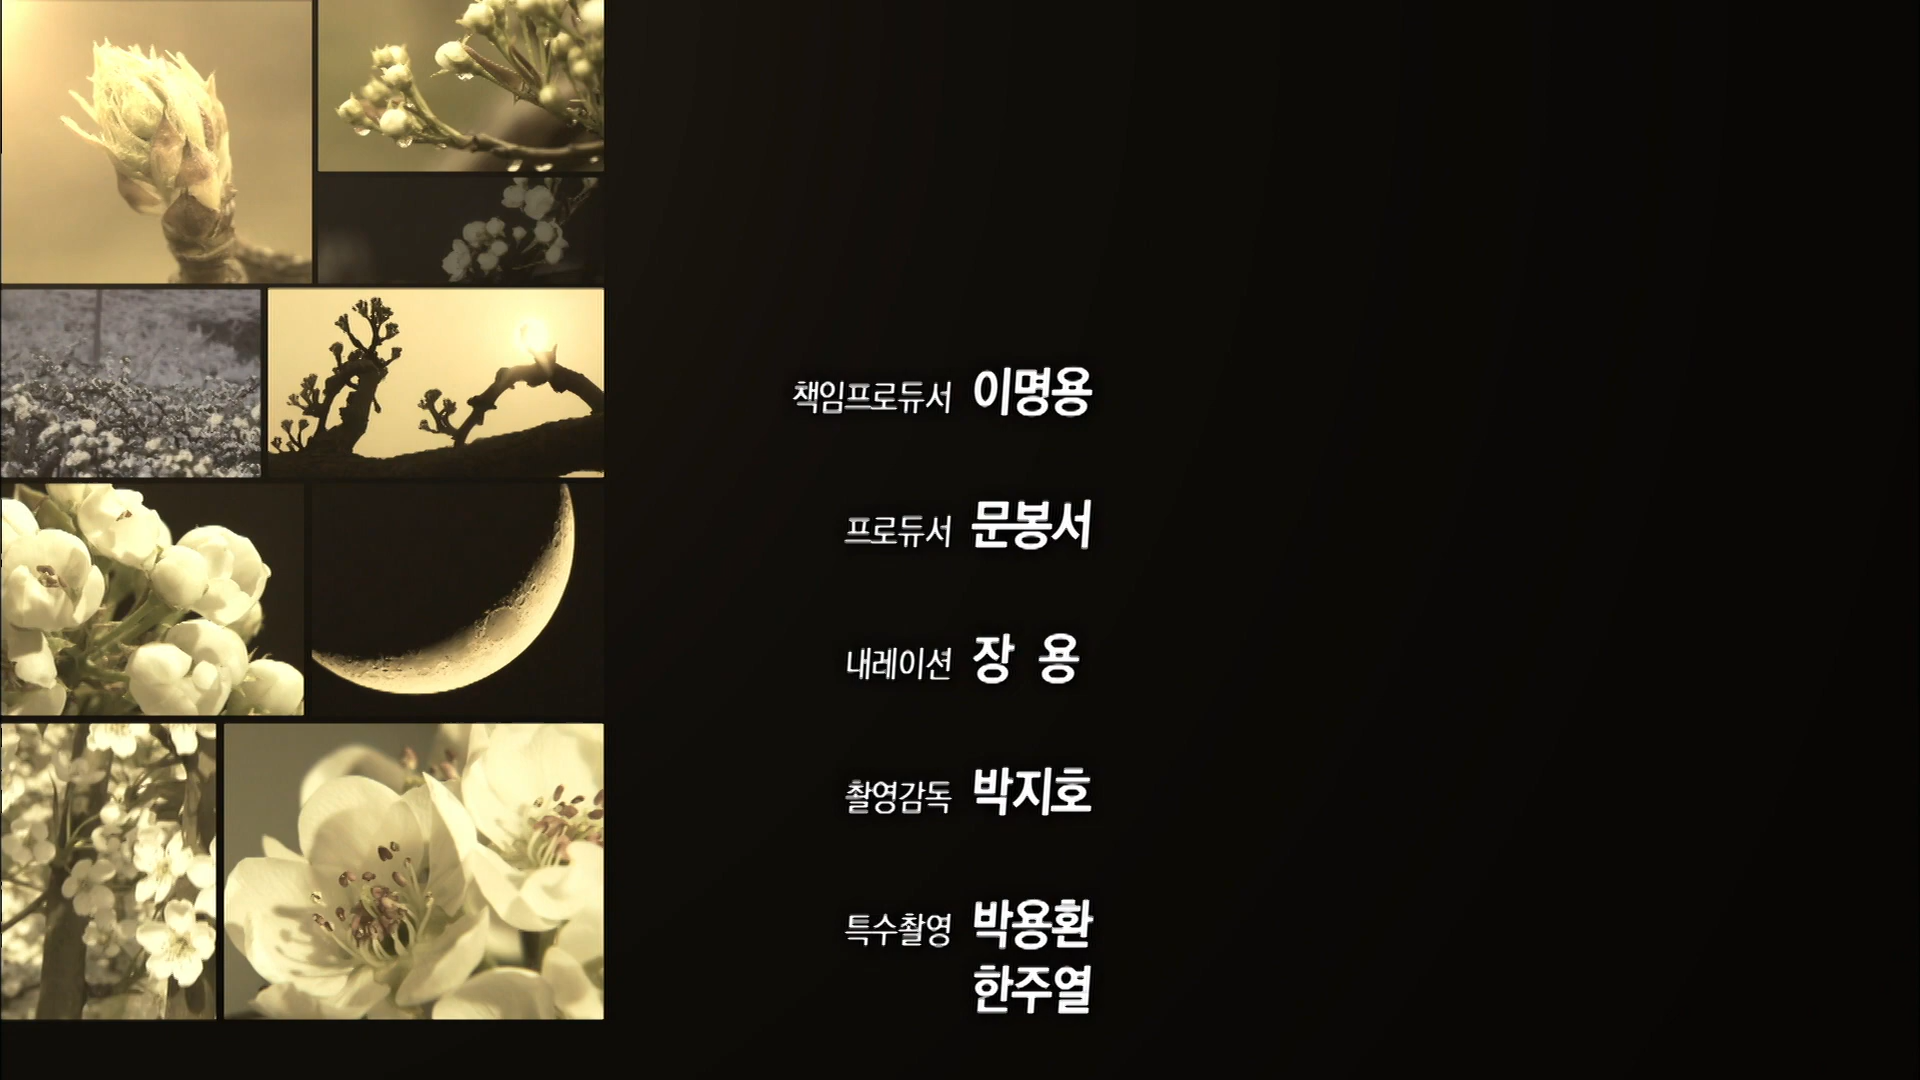 책임프로듀서 이명용
프로듀서 문봉서
내레이션 장 용
촬영감독 박지호
특수촬영 박용환
한주열